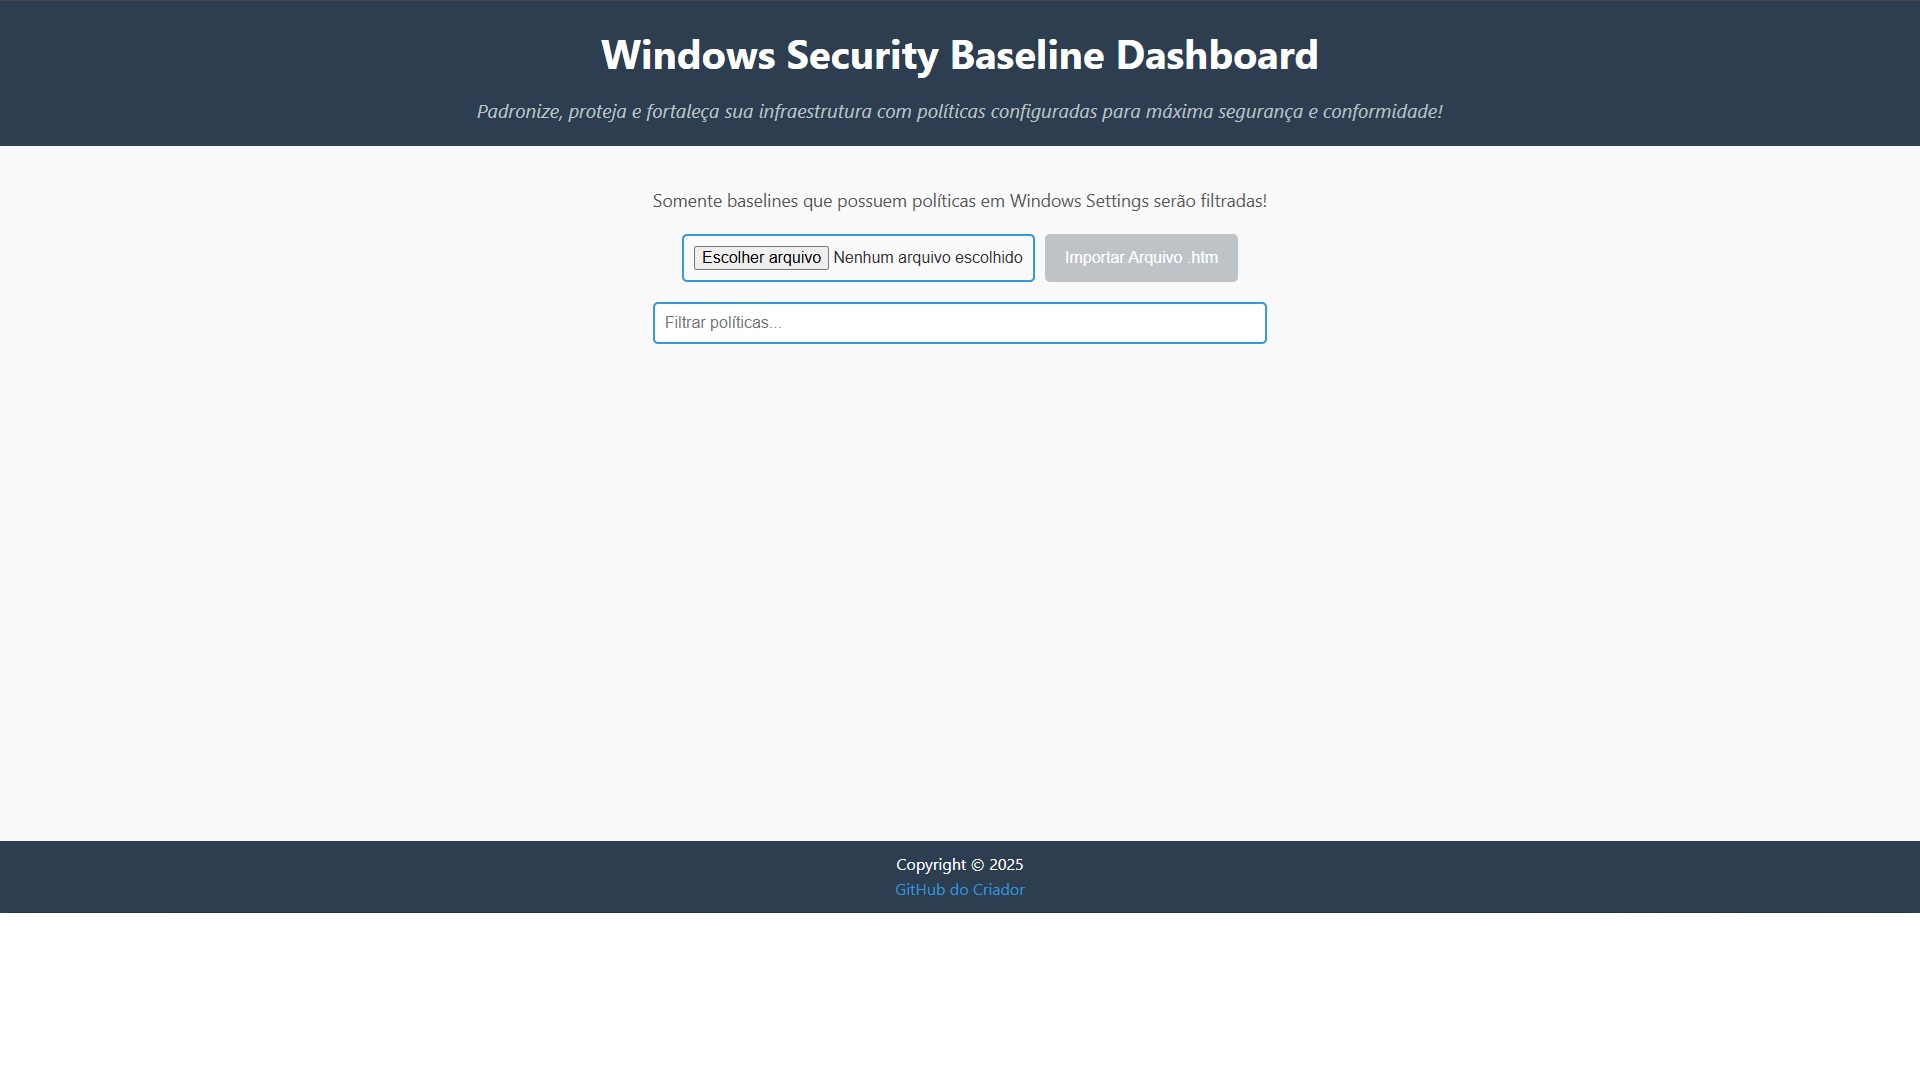 Windows Security Baseline Dashboard
Padronize, proteja e fortaleça sua infraestrutura com políticas configuradas para máxima segurança e conformidade!
Somente baselines que possuem políticas em Windows Settings serão filtradas!
Escolher arquivo Nenhum arquivo escolhido Importar Arquivo .htm
Filtrar políticas...
Copyright © 2025
GitHub do Criador